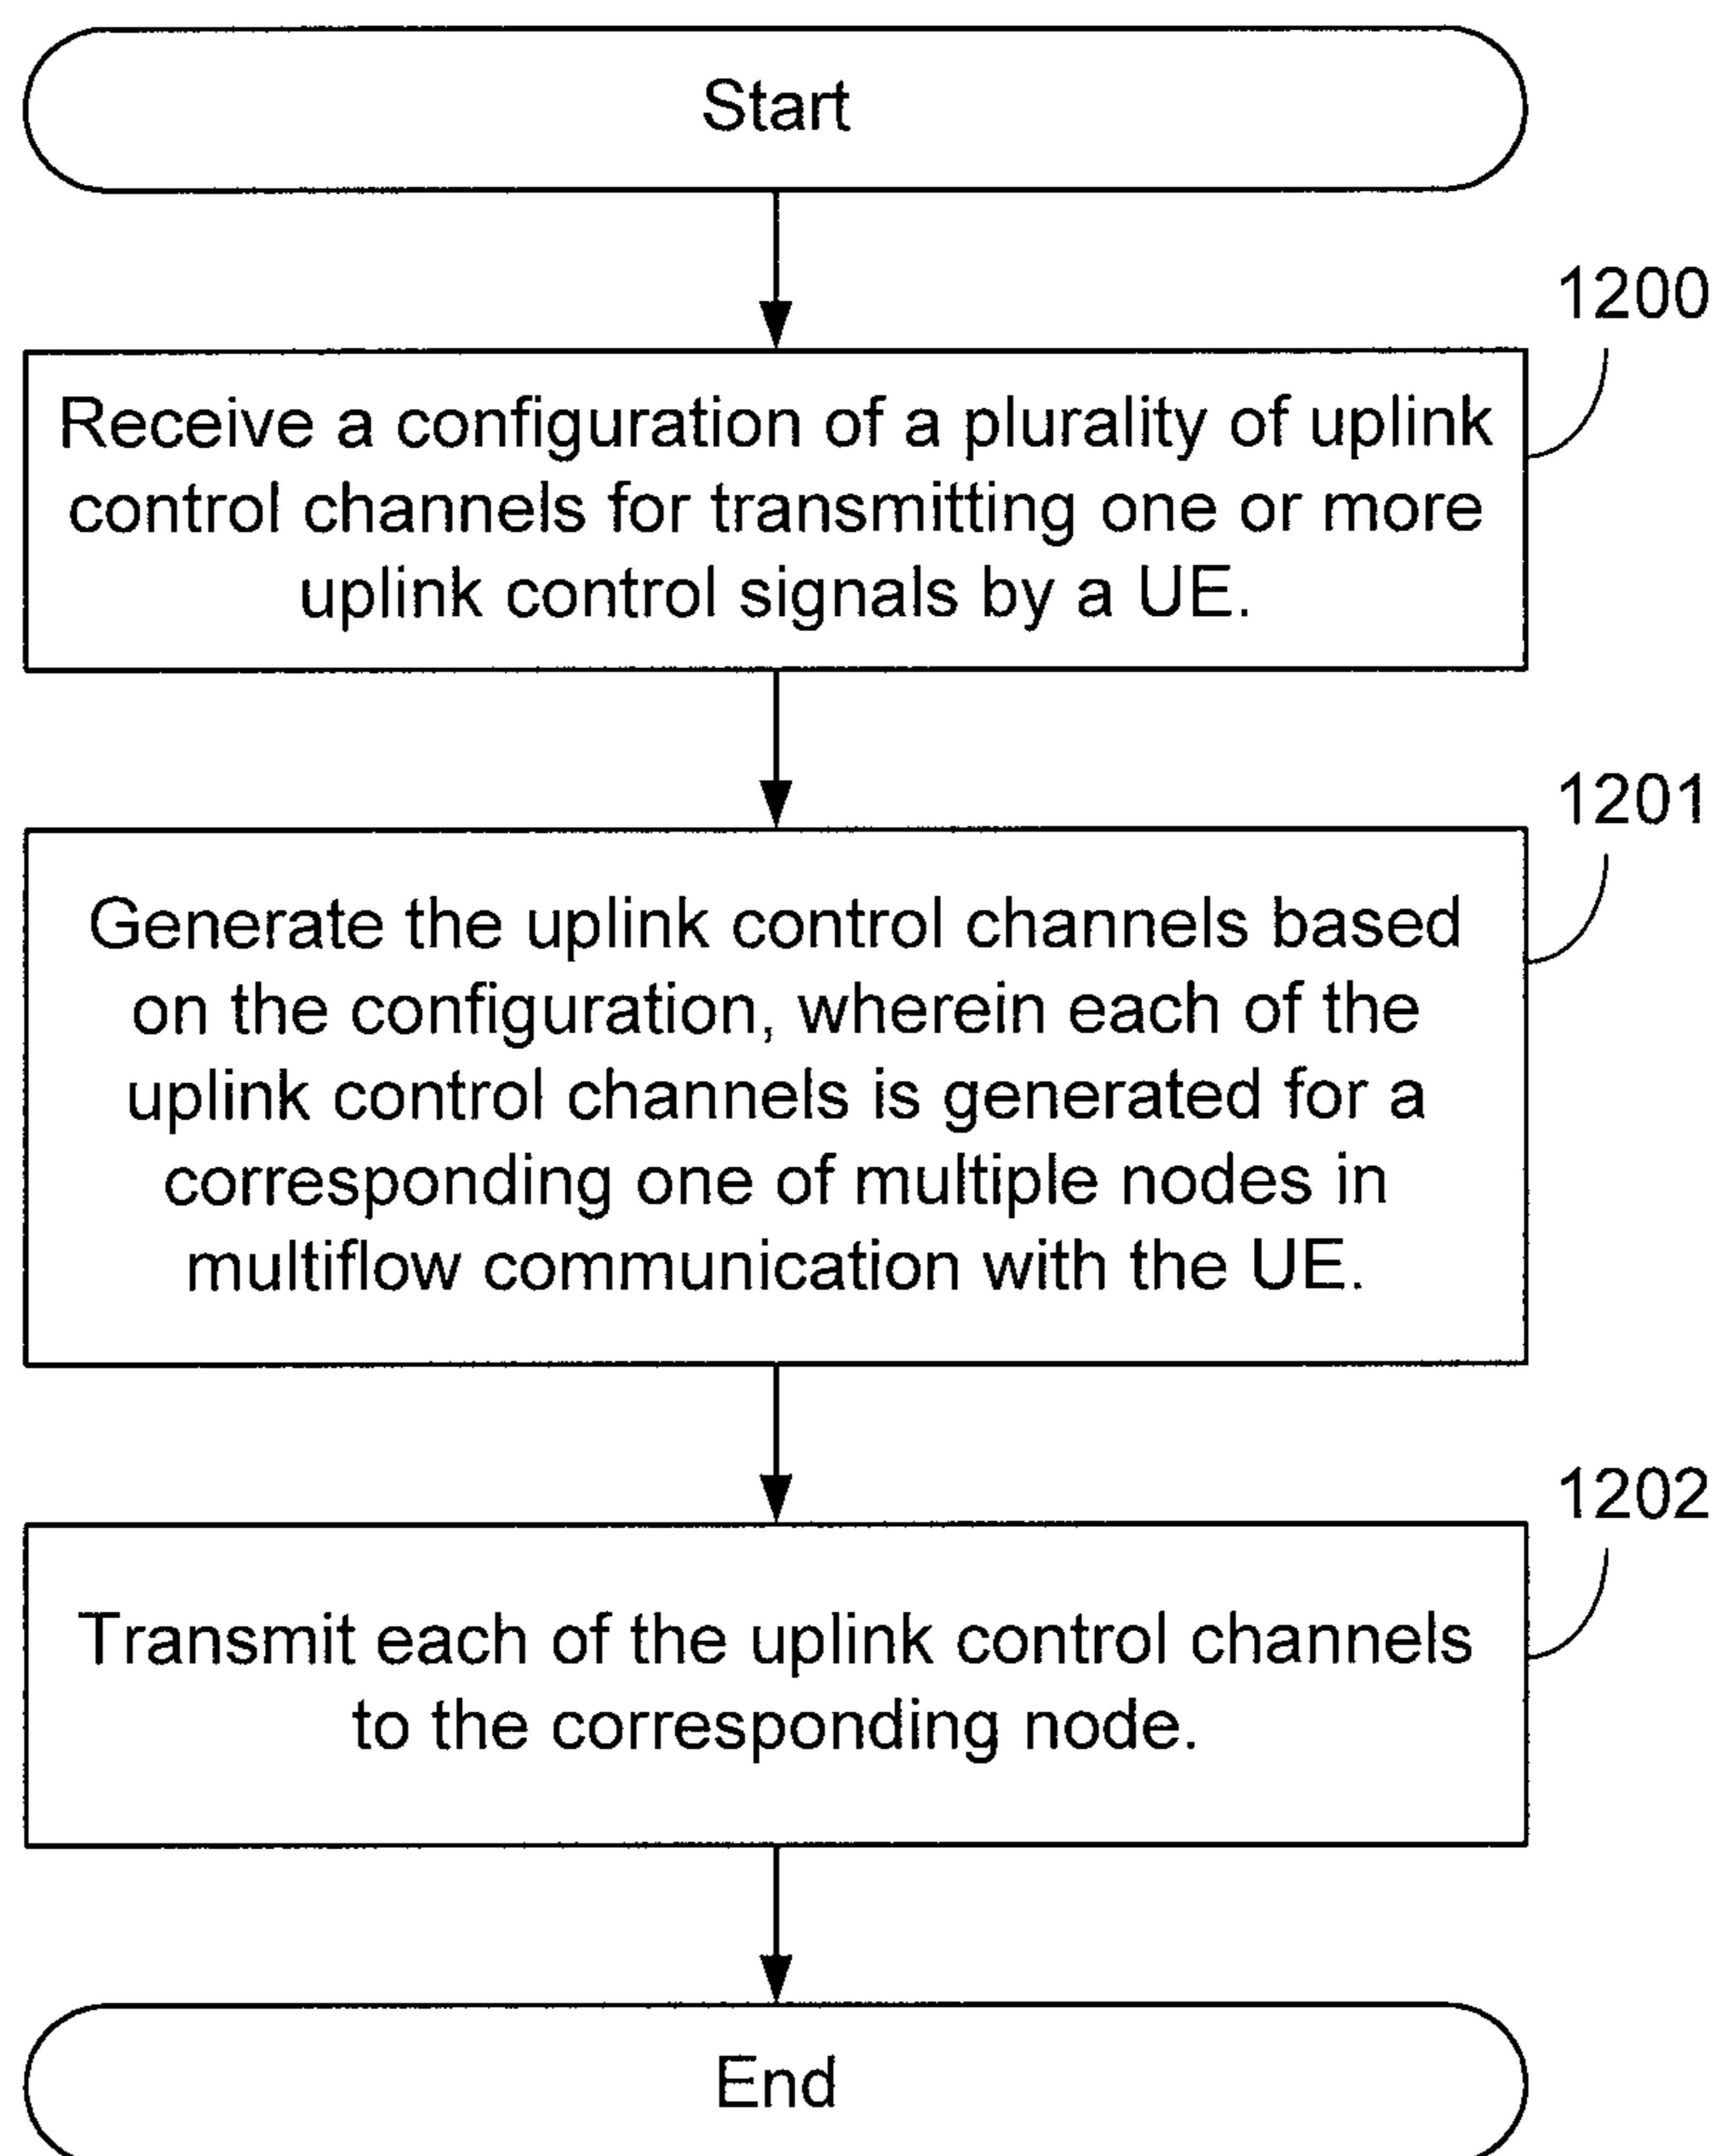 Start
1200
Receive a configuration of a plurality of uplink
control channels for transmitting one or more
uplink control signals by a UE.
1201
Generate the uplink control channels based
on the configuration, wherein each of the
uplink control channels is generated for a
corresponding one of multiple nodes in
multiflow communication with the UE.
1202
Transmit each of the uplink control channels
to the corresponding node.
End